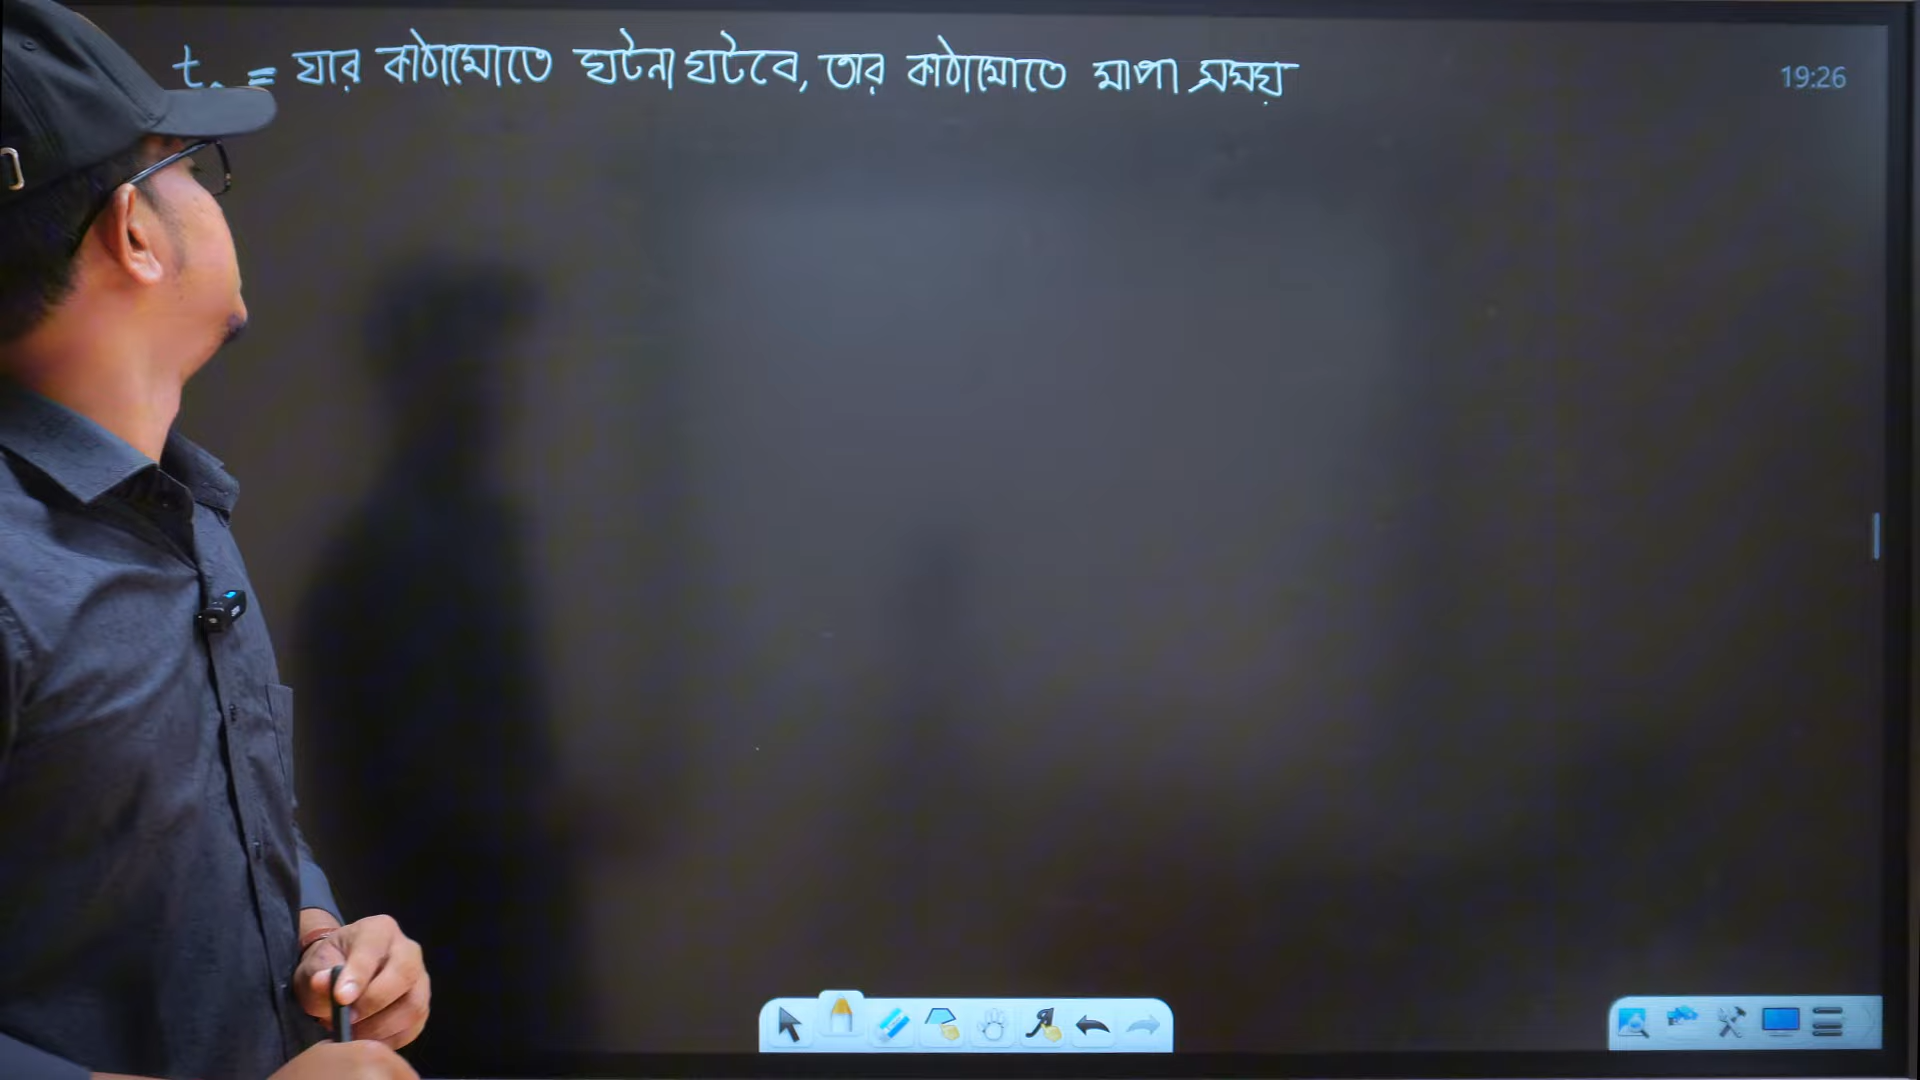 t₀ = যার কাঠামোতে ঘটনা ঘটবে, তার কাঠামোতে মাপা সময়
19:26